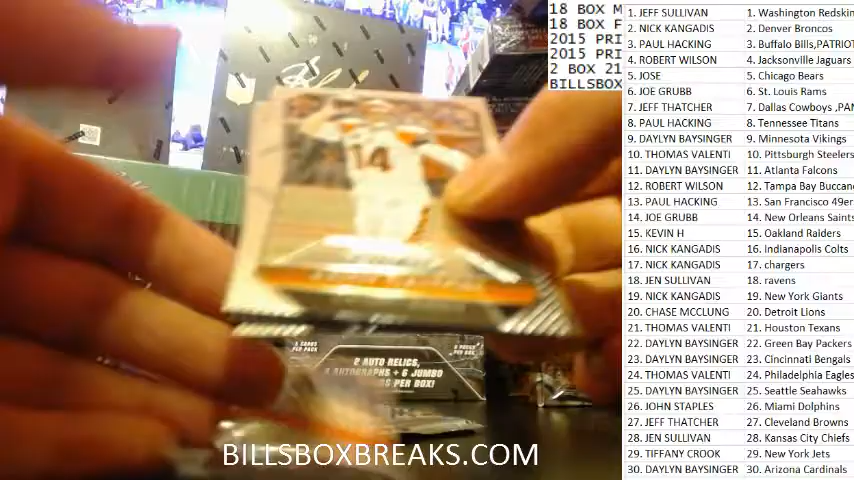 18 BOX M
18 BOX F
2015 PRI
2015 PRI
2 BOX 21
BILLSBOX
1. JEFF SULLIVAN 1. Washington Redskin
2. NICK KANGADIS 2. Denver Broncos
3. PAUL HACKING 3. Buffalo Bills,PATRIOT
4. ROBERT WILSON 4. Jacksonville Jaguars
5. JOSE 5. Chicago Bears
6. JOE GRUBB 6. St. Louis Rams
7. JEFF THATCHER 7. Dallas Cowboys ,PAN
8. PAUL HACKING 8. Tennessee Titans
9. DAYLYN BAYSINGER 9. Minnesota Vikings
10. THOMAS VALENTI 10. Pittsburgh Steelers
11. DAYLYN BAYSINGER 11. Atlanta Falcons
12. ROBERT WILSON 12. Tampa Bay Buccane
13. PAUL HACKING 13. San Francisco 49er
14. JOE GRUBB 14. New Orleans Saints
15. KEVIN H 15. Oakland Raiders
16. NICK KANGADIS 16. Indianapolis Colts
17. NICK KANGADIS 17. chargers
18. JEN SULLIVAN 18. ravens
19. NICK KANGADIS 19. New York Giants
20. CHASE MCCLUNG 20. Detroit Lions
21. THOMAS VALENTI 21. Houston Texans
22. DAYLYN BAYSINGER 22. Green Bay Packers
23. DAYLYN BAYSINGER 23. Cincinnati Bengals
24. THOMAS VALENTI 24. Philadelphia Eagles
25. DAYLYN BAYSINGER 25. Seattle Seahawks
26. JOHN STAPLES 26. Miami Dolphins
27. JEFF THATCHER 27. Cleveland Browns
28. JEN SULLIVAN 28. Kansas City Chiefs
29. TIFFANY CROOK 29. New York Jets
30. DAYLYN BAYSINGER 30. Arizona Cardinals
14
2 AUTO RELICS,
AUTOGRAPHS + 6 JUMBO
PER BOX!
BILLSBOXBREAKS.COM